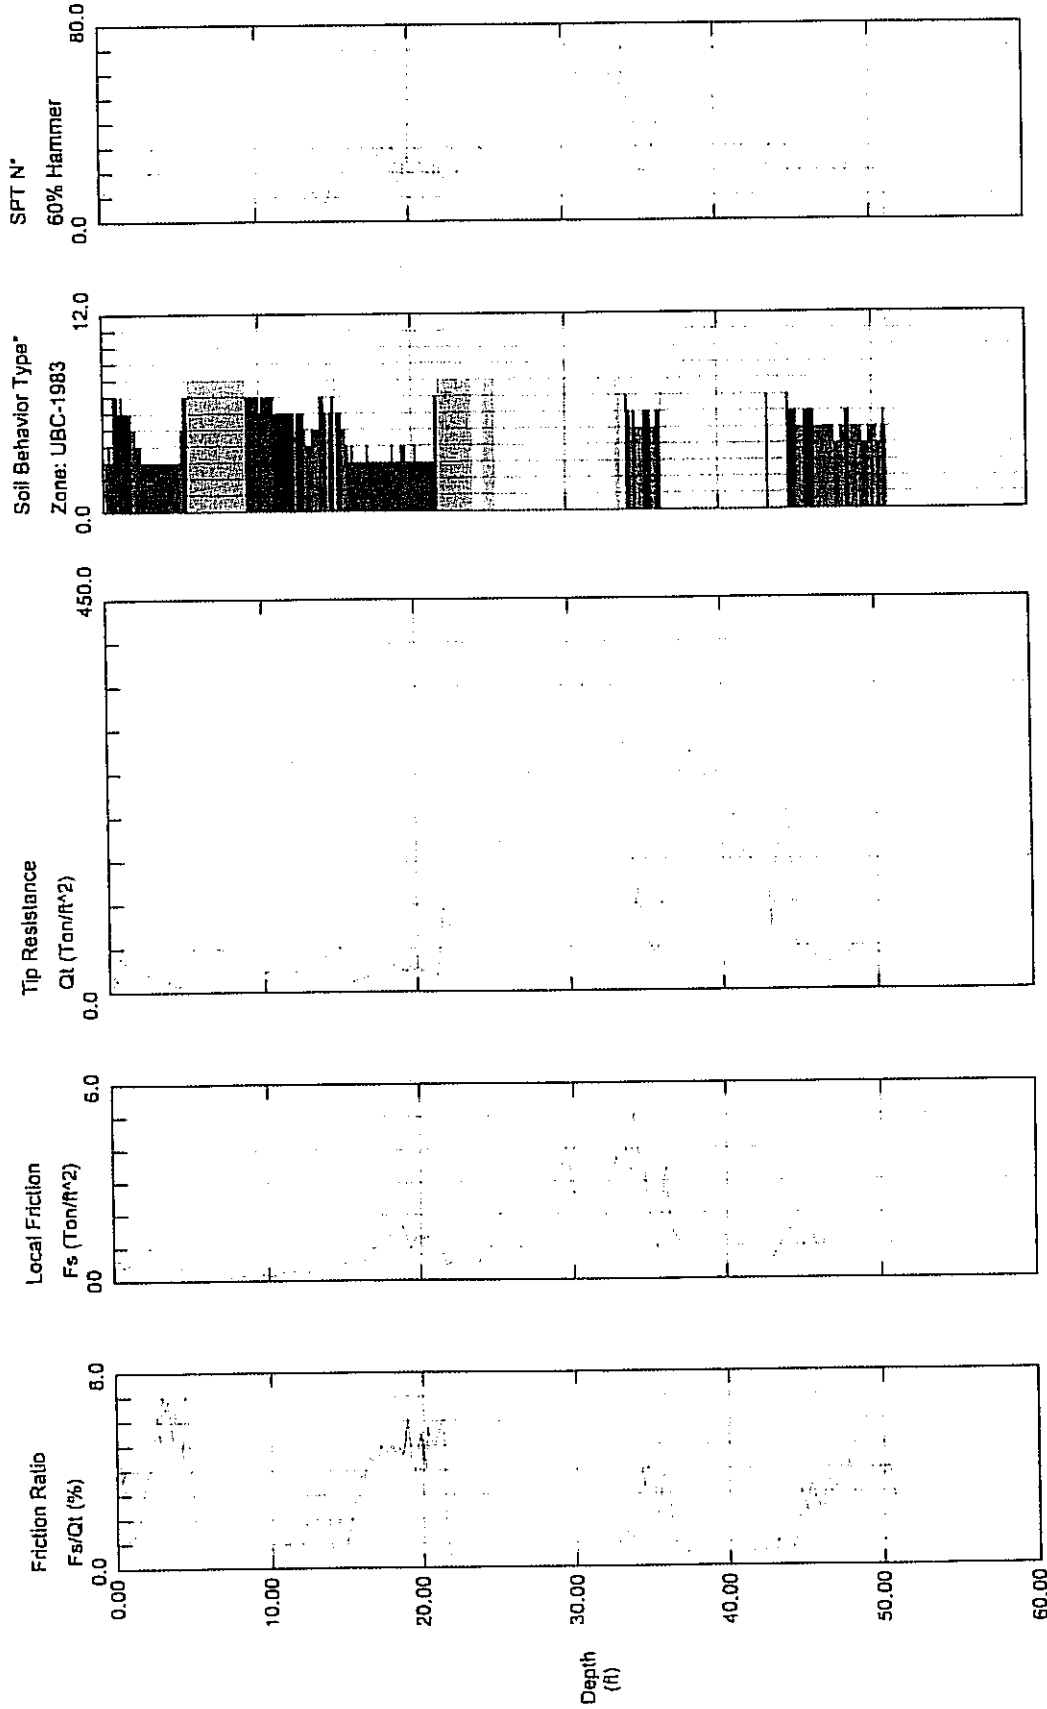 Friction Ratio
Fs/Qt (%)
0.0
8.0
Local Friction
Fs (Ton/ft^2)
00
6.0
Tip Resistance
Qt (Ton/ft^2)
0.0
450.0
Soil Behavior Type*
Zone: UBC-1983
0.0
12.0
SPT N*
60% Hammer
0.0
80.0
0.00
10.00
20.00
30.00
40.00
50.00
60.00
Depth
(ft)